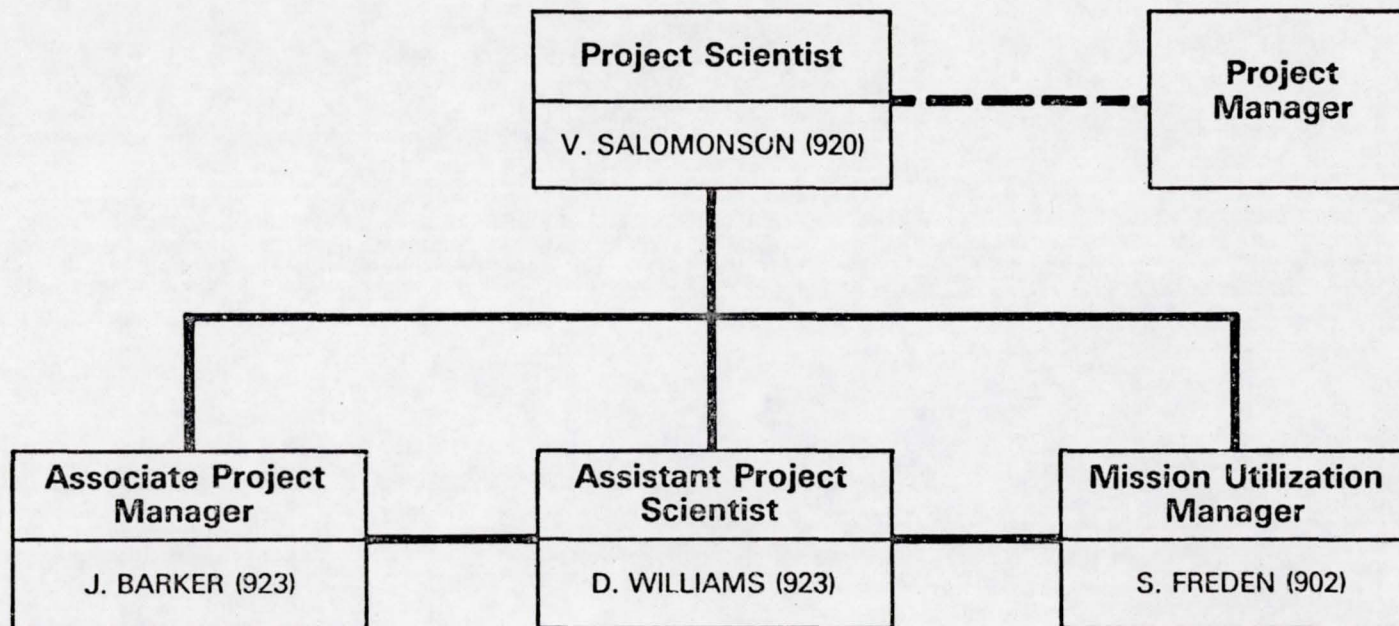 Project Scientist
V. SALOMONSON (920)
Project
Manager
Associate Project
Manager
J. BARKER (923)
Assistant Project
Scientist
D. WILLIAMS (923)
Mission Utilization
Manager
S. FREDEN (902)